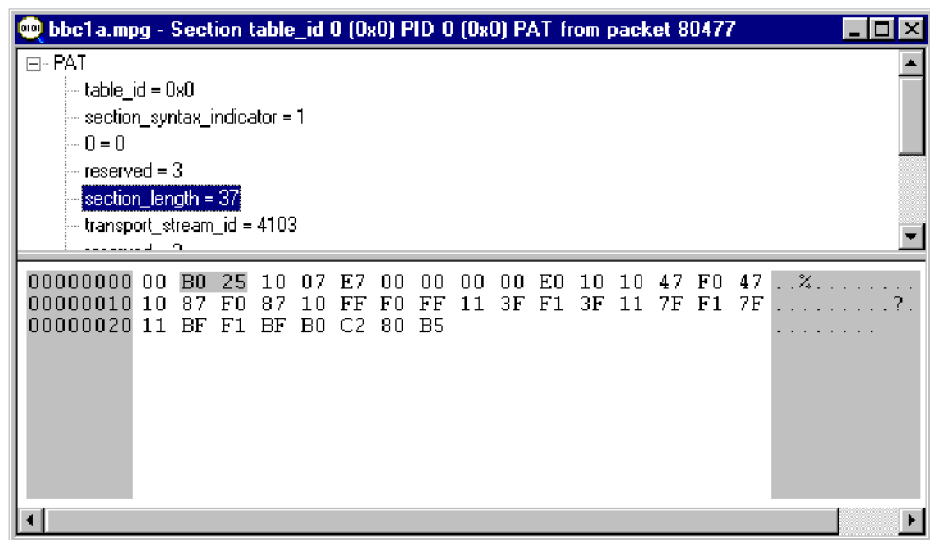 bbc1a.mpg - Section table_id 0 (0x0) PID 0 (0x0) PAT from packet 80477
PAT
table_id = 0x0
section_syntax_indicator = 1
0 = 0
reserved = 3
section_length = 37
transport_stream_id = 4103
00000000 00 B0 25 10 07 E7 00 00 00 00 E0 10 10 47 F0 47 ..%........
00000010 10 87 F0 87 10 FF F0 FF 11 3F F1 3F 11 7F F1 7F .........?.
00000020 11 BF F1 BF B0 C2 80 B5 ........